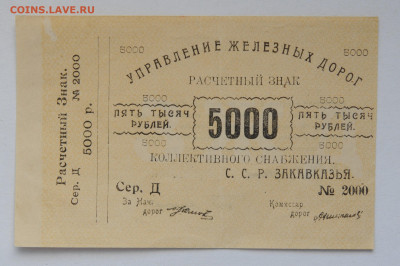 COINS.LAVE.RU
Расчетный Знак.
Сер. Д № 2000
5000 р.
5000 5000
УПРАВЛЕНИЕ ЖЕЛЕЗНЫХ ДОРОГ
РАСЧЕТНЫЙ ЗНАК
5000 5000
ПЯТЬ ТЫСЯЧ РУБЛЕЙ.
5000
ПЯТЬ ТЫСЯЧ РУБЛЕЙ.
5000 5000
КОЛЛЕКТИВНОГО СНАБЖЕНИЯ.
С. С. Р. ЗАКАВКАЗЬЯ.
Сер. Д № 2000
За Нач. дорог
Комиссар дорог